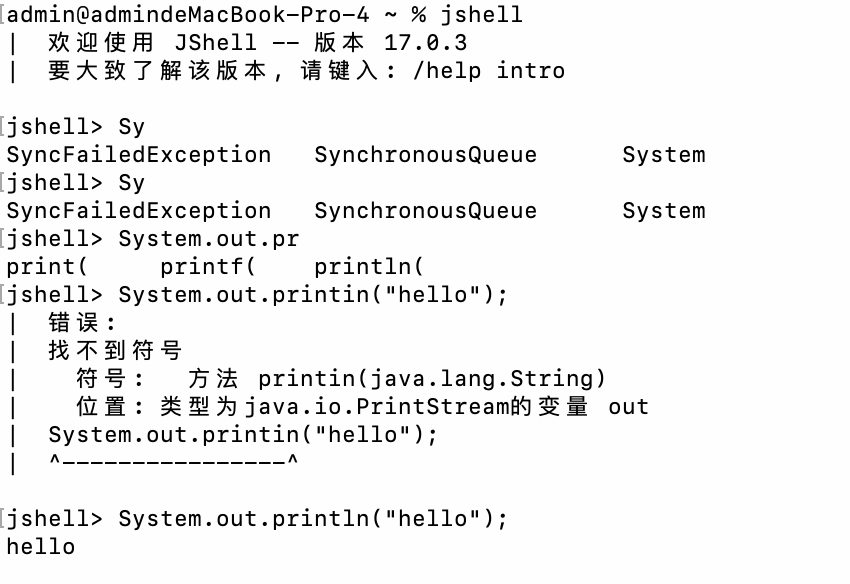 admin@admindeMacBook-Pro-4 ~ % jshell
|  欢迎使用 JShell -- 版本 17.0.3
|  要大致了解该版本, 请键入: /help intro
[jshell> Sy
SyncFailedException   SynchronousQueue      System
[jshell> Sy
SyncFailedException   SynchronousQueue      System
[jshell> System.out.pr
print(     printf(    println(
[jshell> System.out.printin("hello");
|  错误:
|  找不到符号
|    符号:   方法 printin(java.lang.String)
|    位置: 类型为java.io.PrintStream的变量 out
|  System.out.printin("hello");
|  ^----------------^
[jshell> System.out.println("hello");
hello